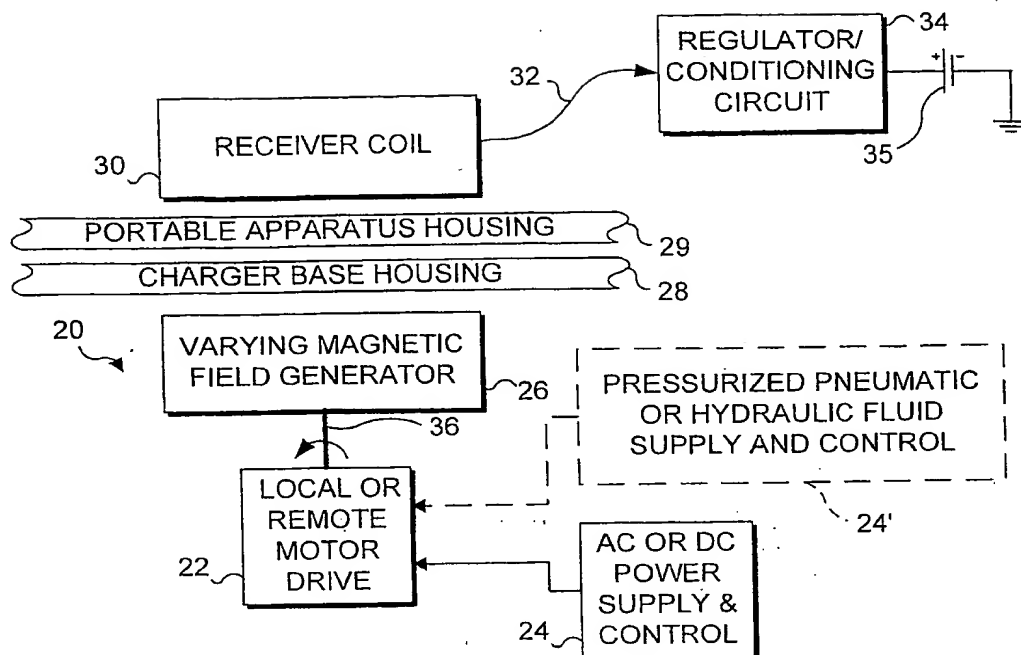 34
REGULATOR/
CONDITIONING
CIRCUIT
+ -
35
32
RECEIVER COIL
30
PORTABLE APPARATUS HOUSING
29
CHARGER BASE HOUSING
28
20
VARYING MAGNETIC
FIELD GENERATOR
26
36
PRESSURIZED PNEUMATIC
OR HYDRAULIC FLUID
SUPPLY AND CONTROL
24'
LOCAL OR
REMOTE
MOTOR
DRIVE
22
AC OR DC
POWER
SUPPLY &
CONTROL
24